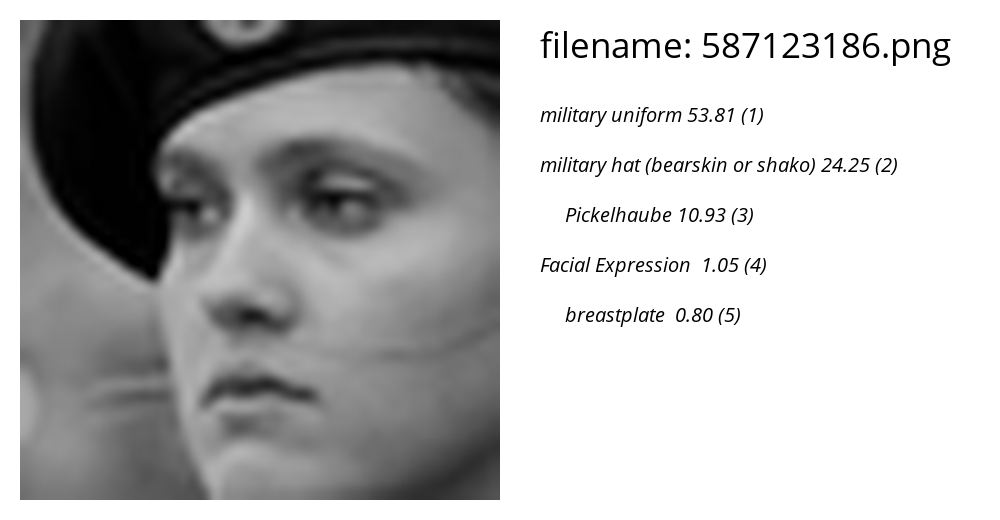 filename: 587123186.png
military uniform 53.81 (1)
military hat (bearskin or shako) 24.25 (2)
Pickelhaube 10.93 (3)
Facial Expression 1.05 (4)
breastplate 0.80 (5)